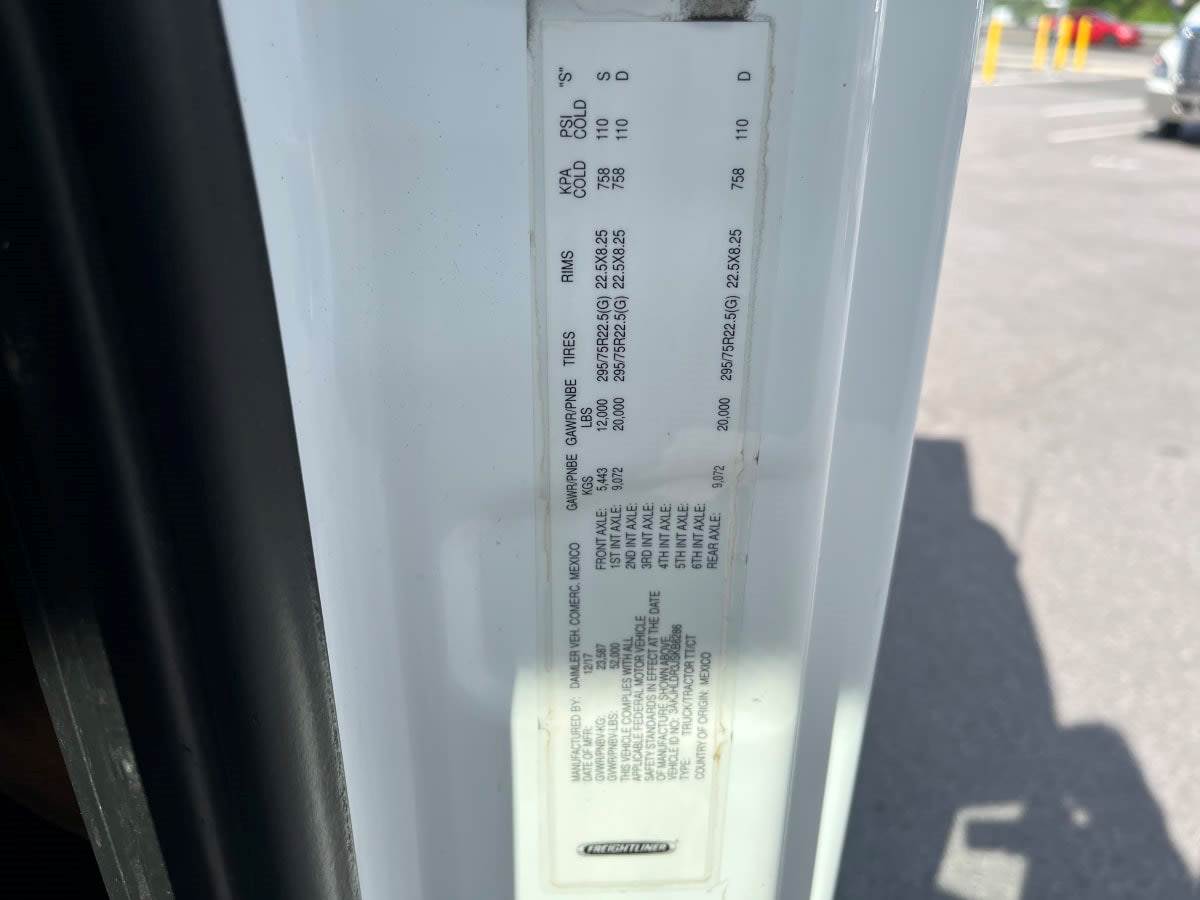 FREIGHTLINER
MANUFACTURED BY: DAIMLER VEH. COMERC. MEXICO
DATE OF MFR: 12/17
GVWR/PNBV-KG: 23,587
GVWR/PNBV-LBS: 52,000
THIS VEHICLE COMPLIES WITH ALL
APPLICABLE FEDERAL MOTOR VEHICLE
SAFETY STANDARDS IN EFFECT AT THE DATE
OF MANUFACTURE SHOWN ABOVE
VEHICLE ID NO:
TYPE: TRUCK/TRACTOR TT/CT
COUNTRY OF ORIGIN: MEXICO
GAWR/PNBE GAWR/PNBE TIRES RIMS KPA PSI "S"
KGS LBS COLD COLD
FRONT AXLE: 5,443 12,000 295/75R22.5(G) 22.5X8.25 758 110 S
1ST INT AXLE: 9,072 20,000 295/75R22.5(G) 22.5X8.25 758 110 D
2ND INT AXLE:
3RD INT AXLE:
4TH INT AXLE:
5TH INT AXLE:
6TH INT AXLE:
REAR AXLE: 9,072 20,000 295/75R22.5(G) 22.5X8.25 758 110 D